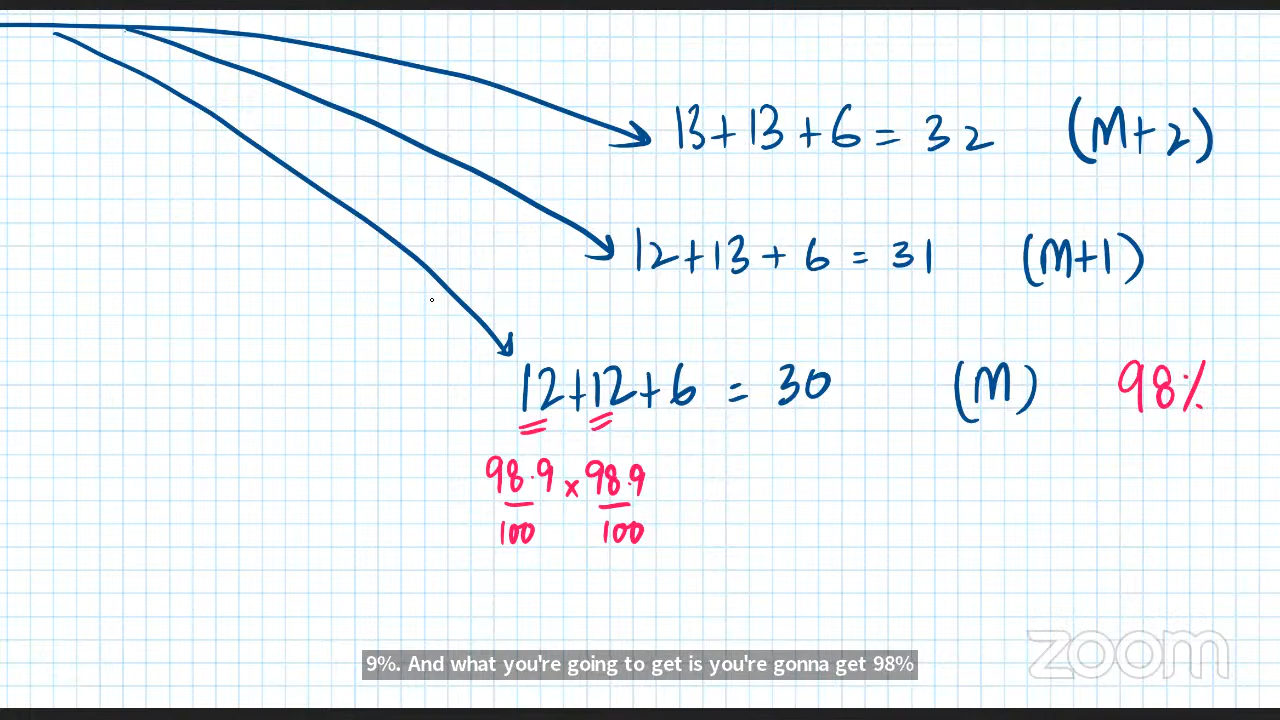 13+13+6 = 32 (M+2)
12+13+6 = 31 (M+1)
12+12+6 = 30 (M) 98%
98.9 x 98.9
100 100
9%. And what you're going to get is you're gonna get 98%
zoom